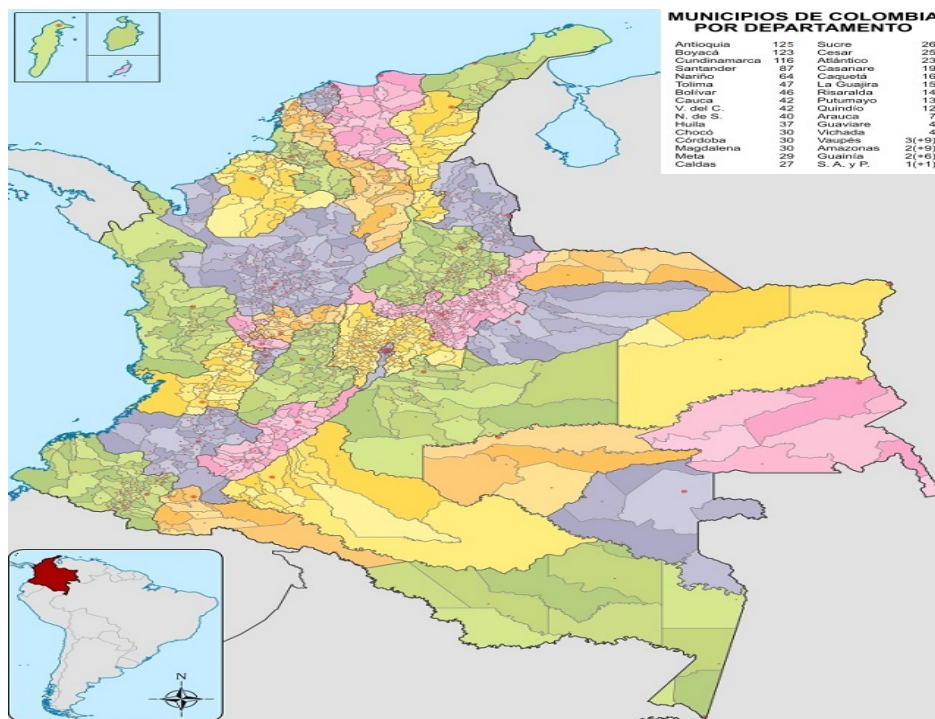 MUNICIPIOS DE COLOMBIA
POR DEPARTAMENTO
Antioquia 125 Sucre 26
Boyacá 123 Cesar 25
Cundinamarca 116 Atlántico 23
Santander 87 Casanare 19
Nariño 64 Caquetá 16
Tolima 47 La Guajira 15
Bolívar 46 Risaralda 14
Cauca 42 Putumayo 13
V. del C. 42 Quindío 12
N. de S. 40 Arauca 7
Huila 37 Guaviare 4
Chocó 30 Vichada 4
Córdoba 30 Vaupés 3(+9)
Magdalena 30 Amazonas 2(+9)
Meta 29 Guainía 2(+6)
Caldas 27 S. A. y P. 1(+1)
N